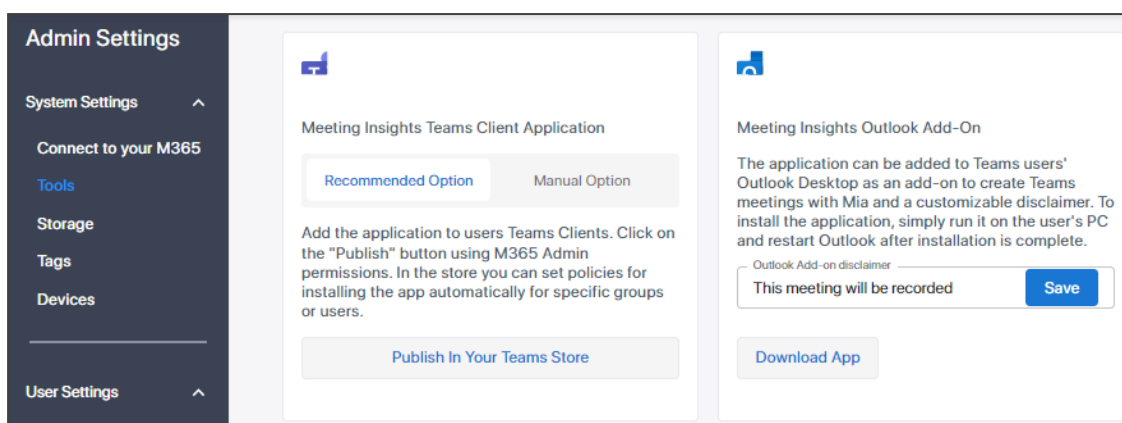 Admin Settings
System Settings
Connect to your M365
Tools
Storage
Tags
Devices
User Settings
Meeting Insights Teams Client Application
Recommended Option
Manual Option
Add the application to users Teams Clients. Click on
the "Publish" button using M365 Admin
permissions. In the store you can set policies for
installing the app automatically for specific groups
or users.
Publish In Your Teams Store
Meeting Insights Outlook Add-On
The application can be added to Teams users'
Outlook Desktop as an add-on to create Teams
meetings with Mia and a customizable disclaimer. To
install the application, simply run it on the user's PC
and restart Outlook after installation is complete.
Outlook Add-on disclaimer
This meeting will be recorded
Save
Download App